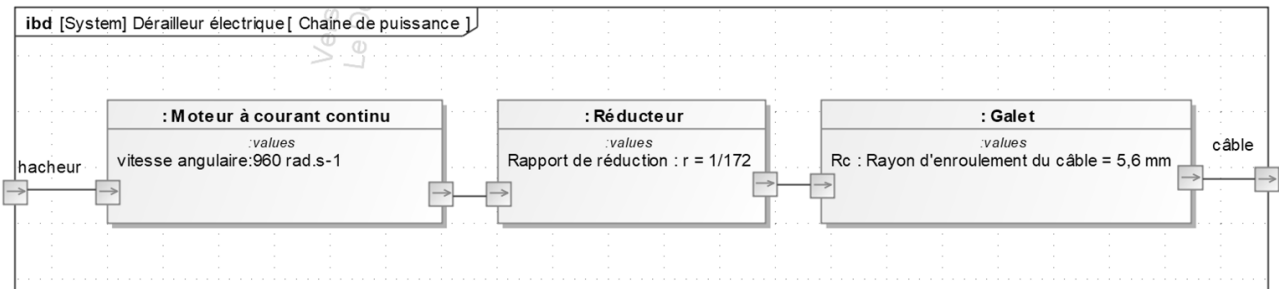 ibd [System] Dérailleur électrique [ Chaine de puissance ]
: Moteur à courant continu
:values
vitesse angulaire:960 rad.s-1
: Réducteur
:values
Rapport de réduction : r = 1/172
: Galet
:values
Rc : Rayon d'enroulement du câble = 5,6 mm
hacheur
câble